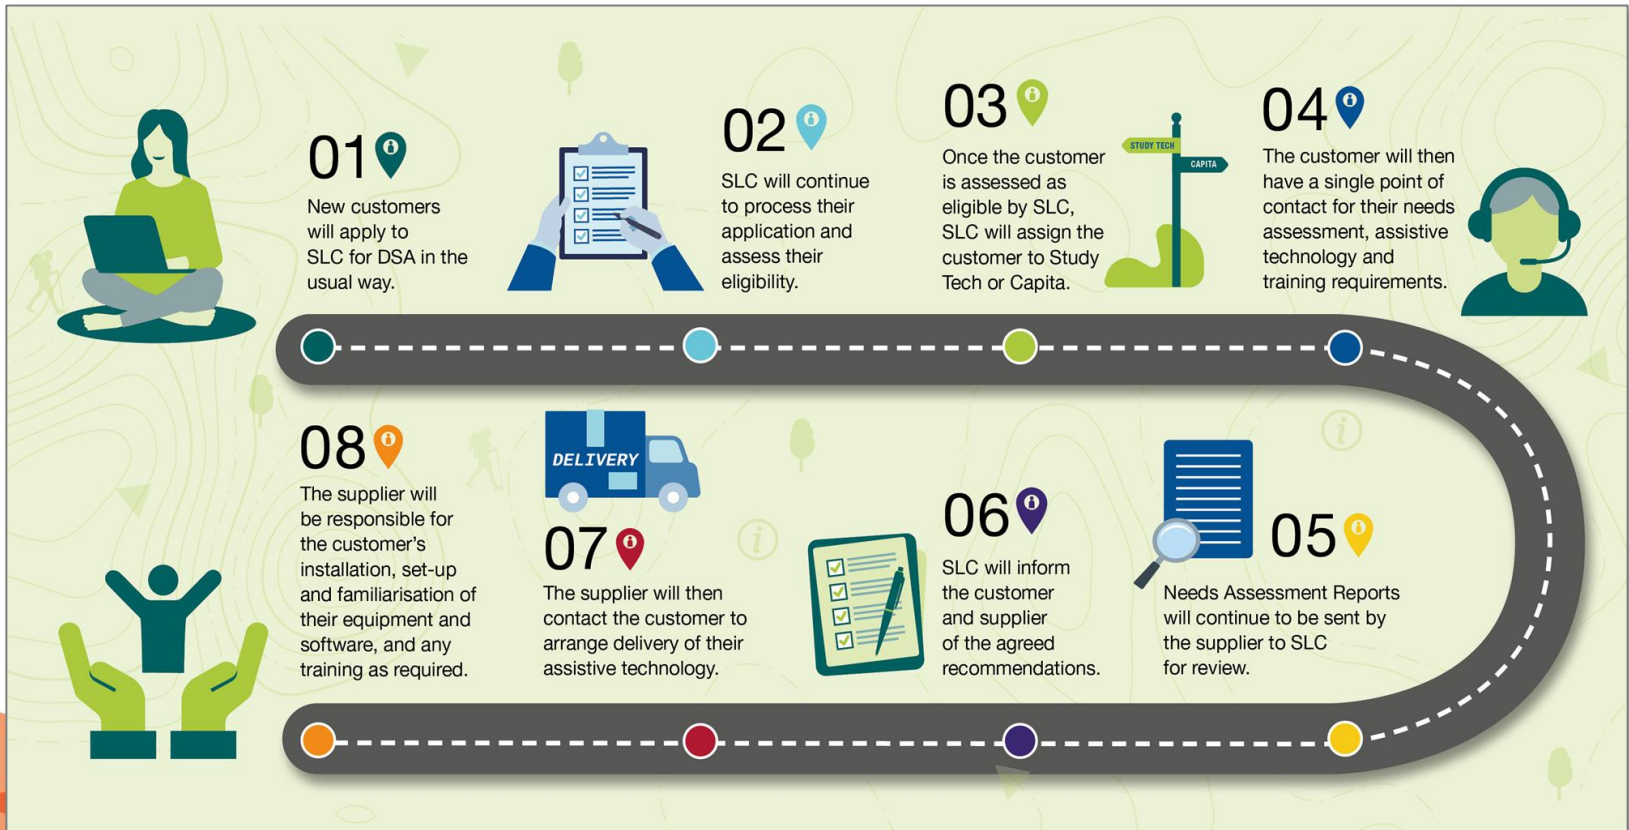 01
New customers
will apply to
SLC for DSA in the
usual way.
02
SLC will continue
to process their
application and
assess their
eligibility.
03
Once the customer
is assessed as
eligible by SLC,
SLC will assign the
customer to Study
Tech or Capita.
STUDY TECH
CAPITA
04
The customer will then
have a single point of
contact for their needs
assessment, assistive
technology and
training requirements.
05
Needs Assessment Reports
will continue to be sent by
the supplier to SLC
for review.
06
SLC will inform
the customer
and supplier
of the agreed
recommendations.
DELIVERY
07
The supplier will then
contact the customer to
arrange delivery of their
assistive technology.
08
The supplier will
be responsible for
the customer's
installation, set-up
and familiarisation of
their equipment and
software, and any
training as required.